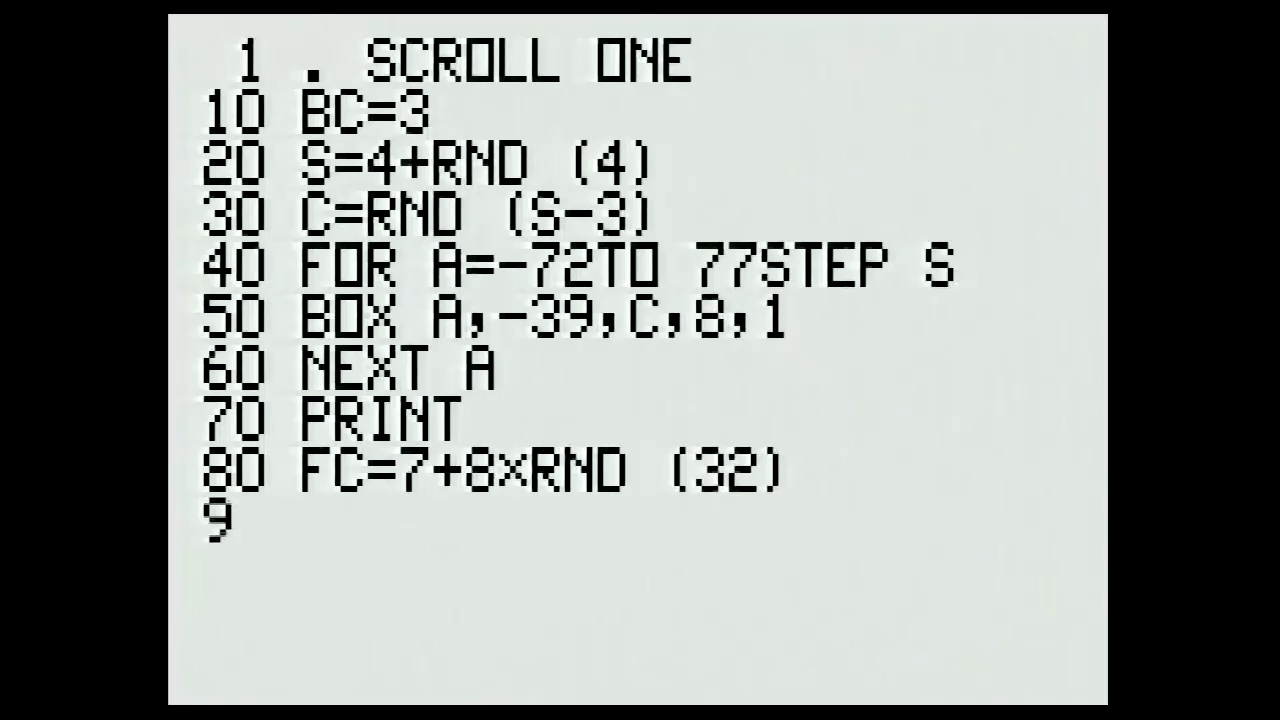 1 . SCROLL ONE
10 BC=3
20 S=4+RND (4)
30 C=RND (S-3)
40 FOR A=-72TO 77STEP S
50 BOX A,-39,C,8,1
60 NEXT A
70 PRINT
80 FC=7+8×RND (32)
9